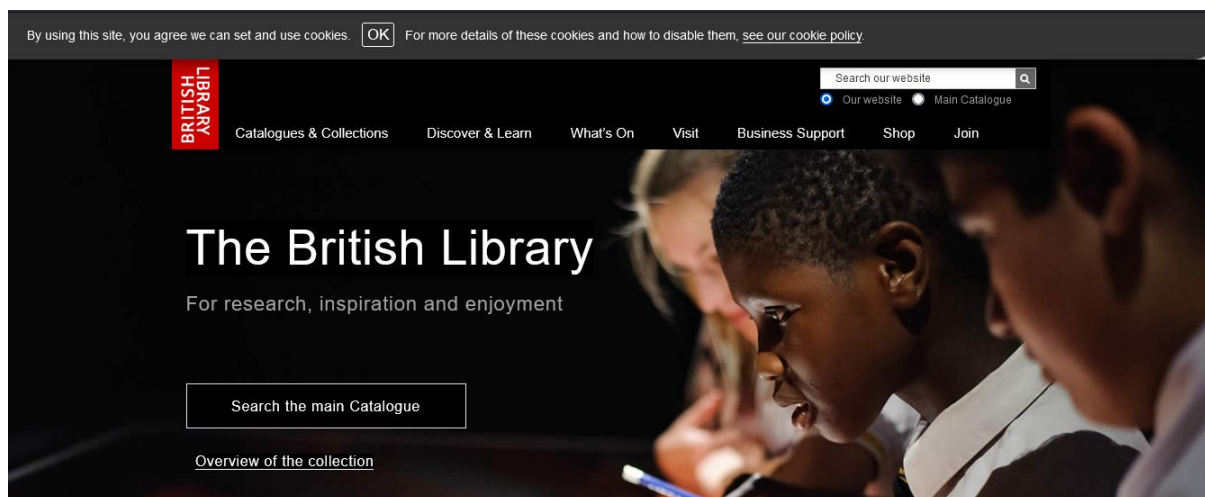 By using this site, you agree we can set and use cookies. OK For more details of these cookies and how to disable them, see our cookie policy.
LIBRARY
BRITISH
Search our website
Our website Main Catalogue
Catalogues & Collections Discover & Learn What's On Visit Business Support Shop Join
The British Library
For research, inspiration and enjoyment
Search the main Catalogue
Overview of the collection